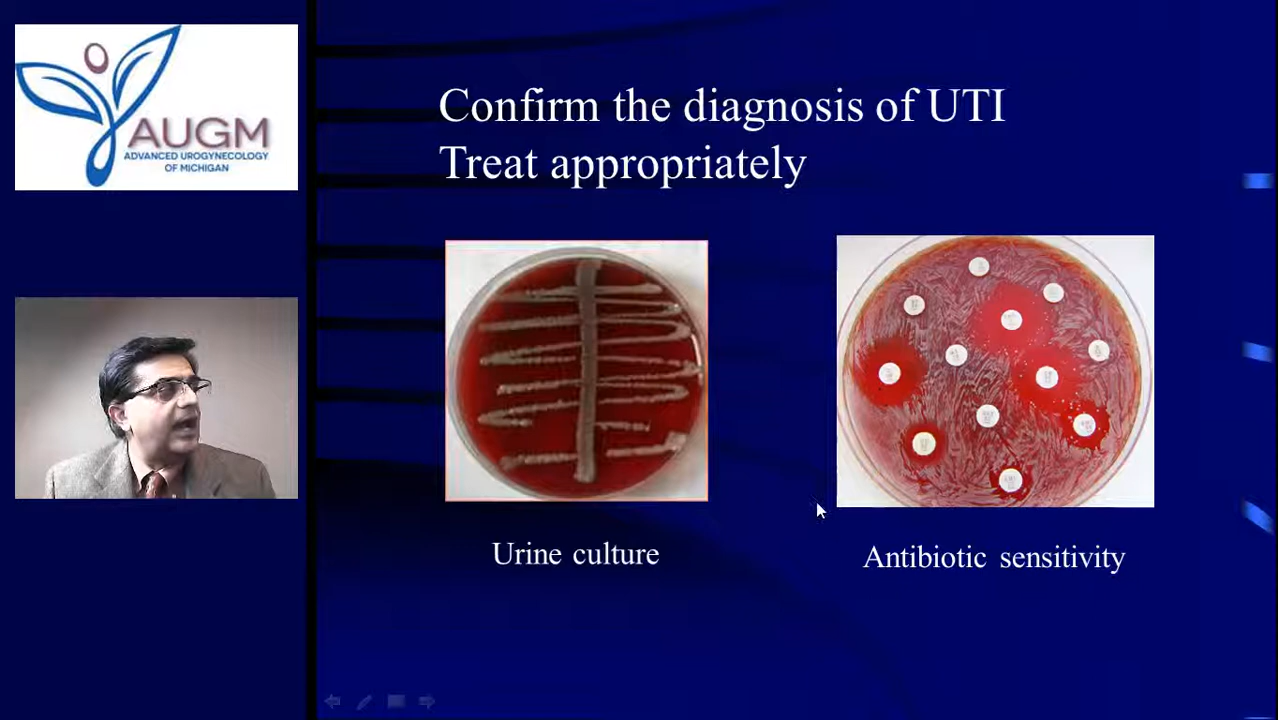 AUGM
ADVANCED UROGYNECOLOGY
OF MICHIGAN
Confirm the diagnosis of UTI
Treat appropriately
Urine culture
Antibiotic sensitivity